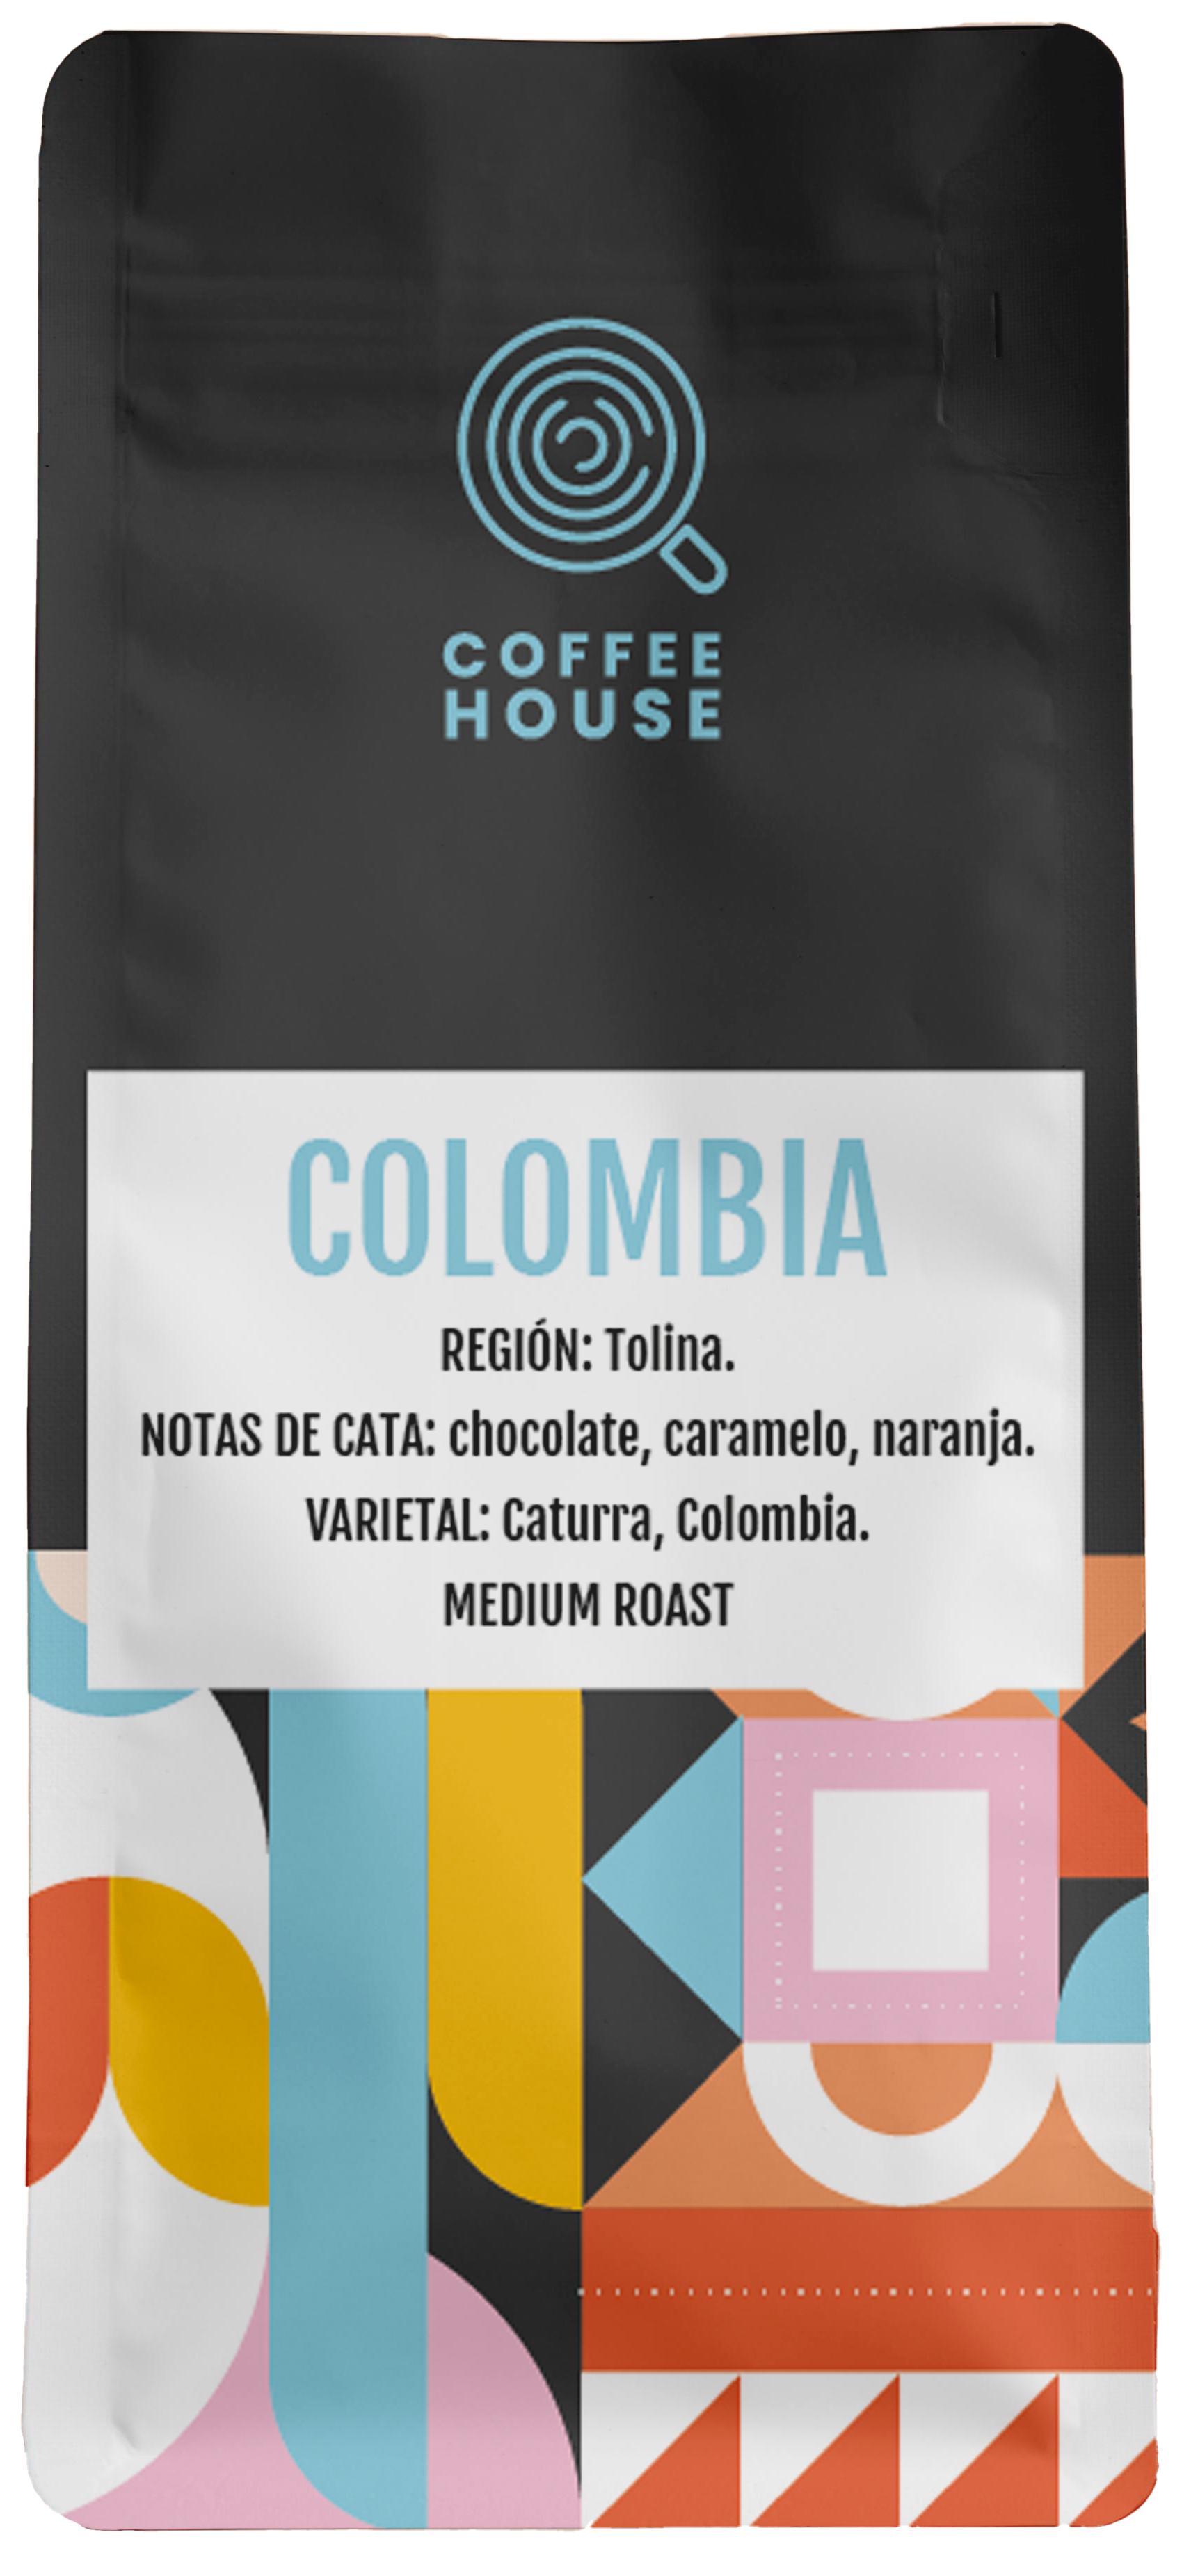 COFFEE
HOUSE
COLOMBIA
REGIÓN: Tolina.
NOTAS DE CATA: chocolate, caramelo, naranja.
VARIETAL: Caturra, Colombia.
MEDIUM ROAST